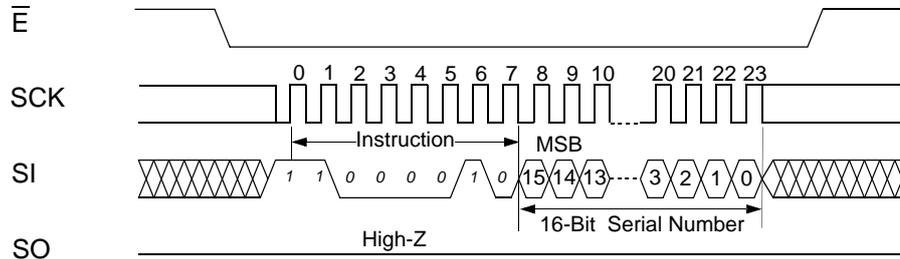 E
SCK 0 1 2 3 4 5 6 7 8 9 10 20 21 22 23
Instruction MSB
SI 1 1 0 0 0 0 1 0 15 14 13 3 2 1 0
16-Bit Serial Number
High-Z
SO